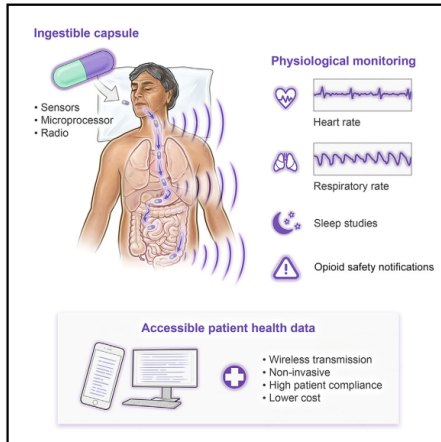 Ingestible capsule
• Sensors
• Microprocessor
• Radio
Physiological monitoring
Heart rate
Respiratory rate
Sleep studies
Opioid safety notifications
Accessible patient health data
• Wireless transmission
• Non-invasive
• High patient compliance
• Lower cost